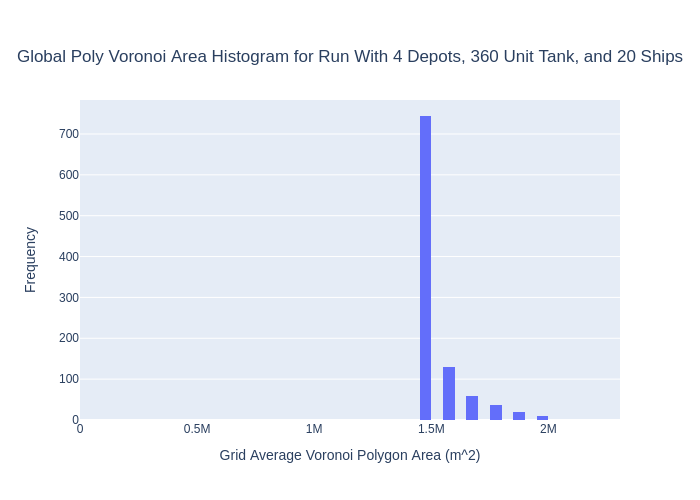 Global Poly Voronoi Area Histogram for Run With 4 Depots, 360 Unit Tank, and 20 Ships
700
600
500
400
300
200
100
0
Frequency
0 0.5M 1M 1.5M 2M
Grid Average Voronoi Polygon Area (m^2)